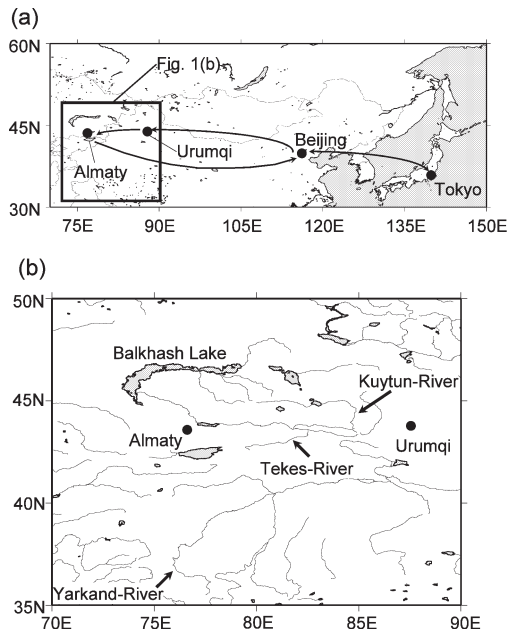 (a)
60N
Fig. 1(b)
45N
Urumqi
Beijing
Almaty
Tokyo
30N
75E 90E 105E 120E 135E 150E
(b)
50N
Balkhash Lake
Kuytun-River
45N
Almaty
Urumqi
Tekes-River
40N
Yarkand-River
35N
70E 75E 80E 85E 90E